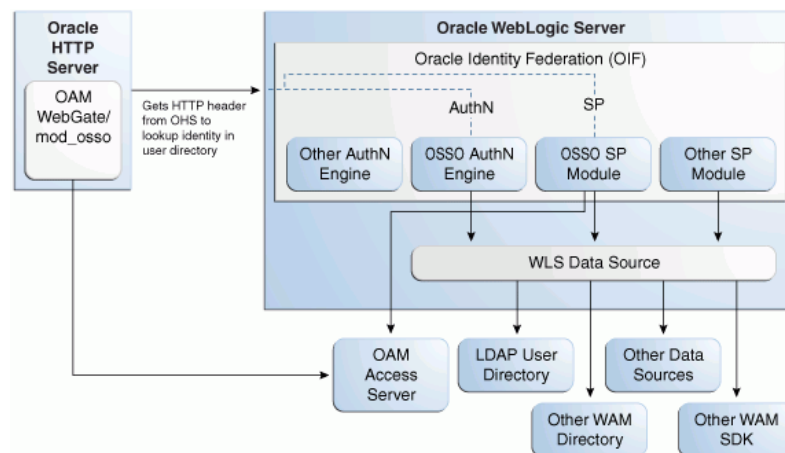 Oracle
HTTP
Server
OAM
WebGate/
mod_osso
Gets HTTP header
from OHS to
lookup identity in
user directory
Oracle WebLogic Server
Oracle Identity Federation (OIF)
AuthN
SP
Other AuthN
Engine
OSSO AuthN
Engine
OSSO SP
Module
Other SP
Module
WLS Data Source
OAM
Access
Server
LDAP User
Directory
Other Data
Sources
Other WAM
Directory
Other WAM
SDK